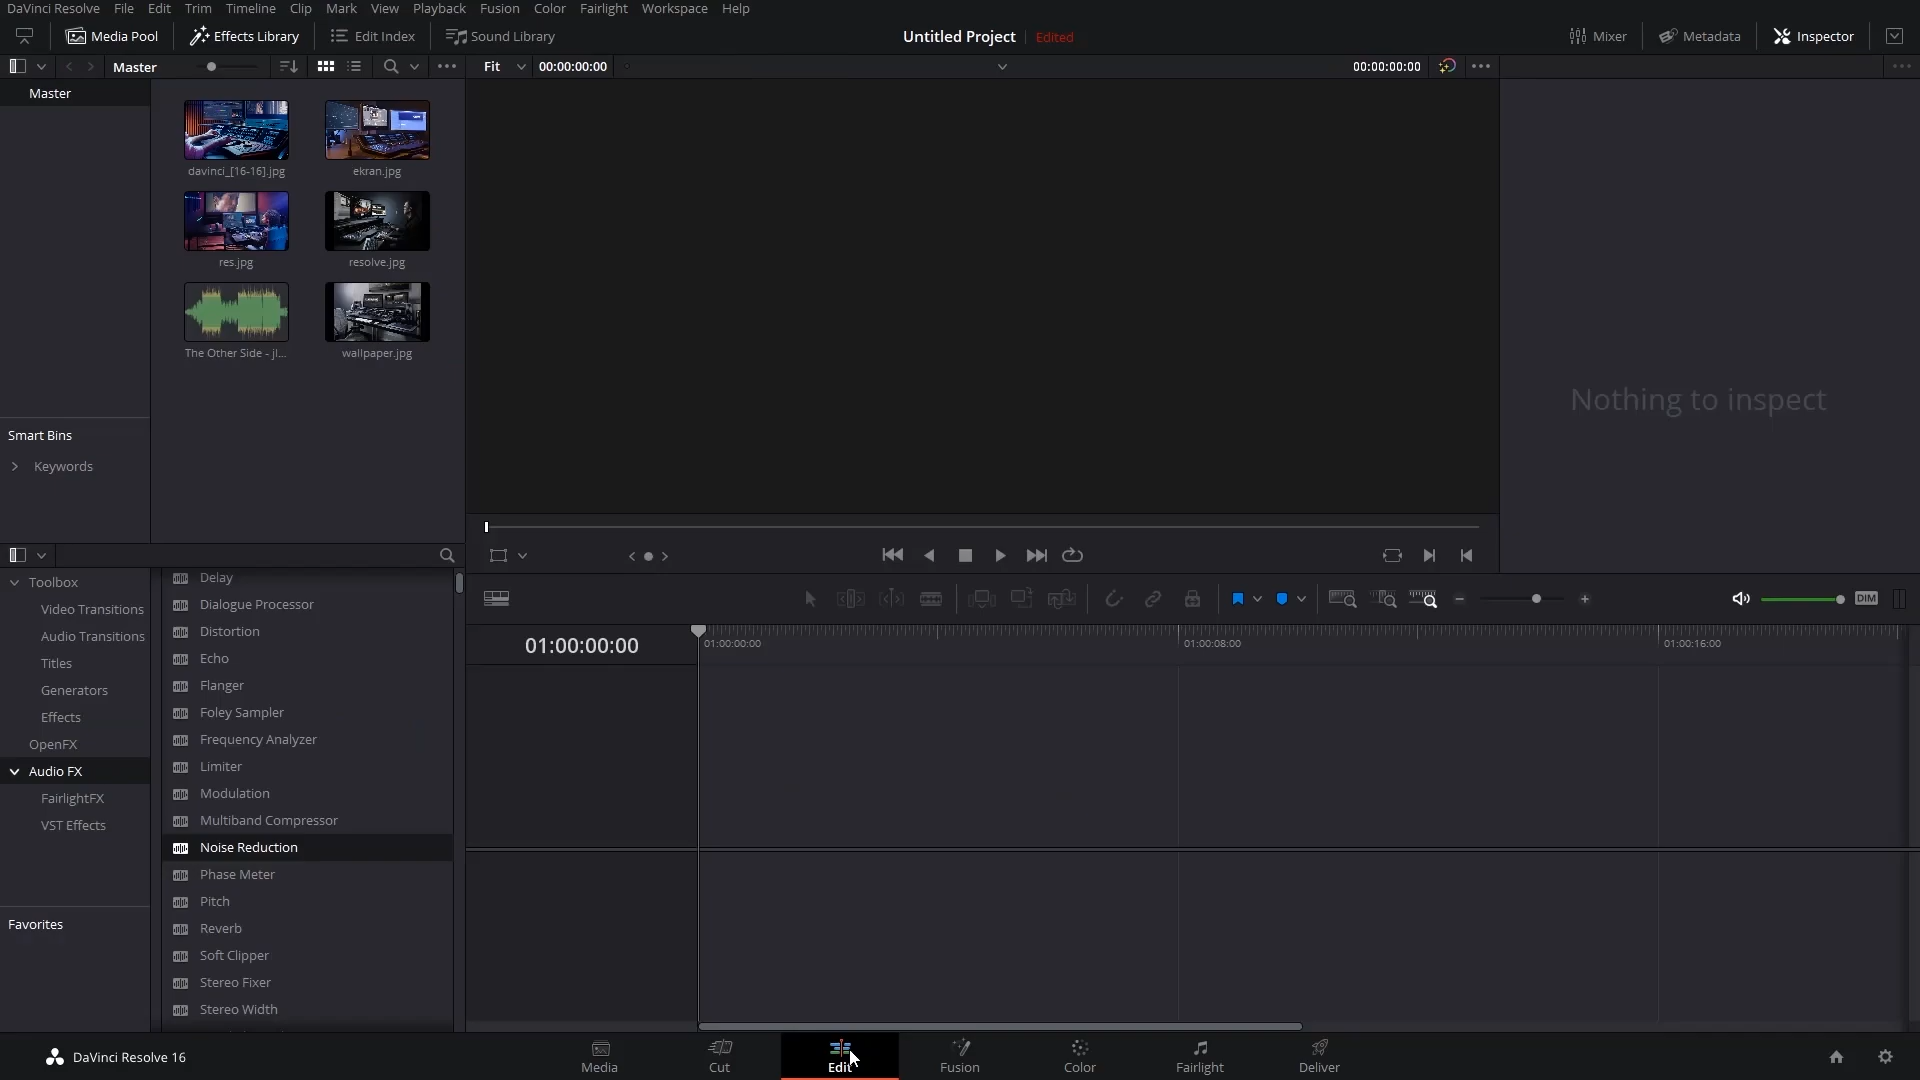 DaVinci Resolve File Edit Trim Timeline Clip Mark View Playback Fusion Color Fairlight Workspace Help
Media Pool Effects Library Edit Index Sound Library Untitled Project Edited Mixer Metadata Inspector
Master Fit 00:00:00:00 00:00:00:00
Master
davinci_[16-16].jpg ekran.jpg
res.jpg resolve.jpg
The Other Side - jl... wallpaper.jpg
Nothing to inspect
Smart Bins
Keywords
Toolbox
Video Transitions
Audio Transitions
Titles
Generators
Effects
OpenFX
Audio FX
FairlightFX
VST Effects
Favorites
Delay
Dialogue Processor
Distortion
Echo
Flanger
Foley Sampler
Frequency Analyzer
Limiter
Modulation
Multiband Compressor
Noise Reduction
Phase Meter
Pitch
Reverb
Soft Clipper
Stereo Fixer
Stereo Width
DIM
01:00:00:00 01:00:00:00 01:00:08:00 01:00:16:00
DaVinci Resolve 16 Media Cut Edit Fusion Color Fairlight Deliver